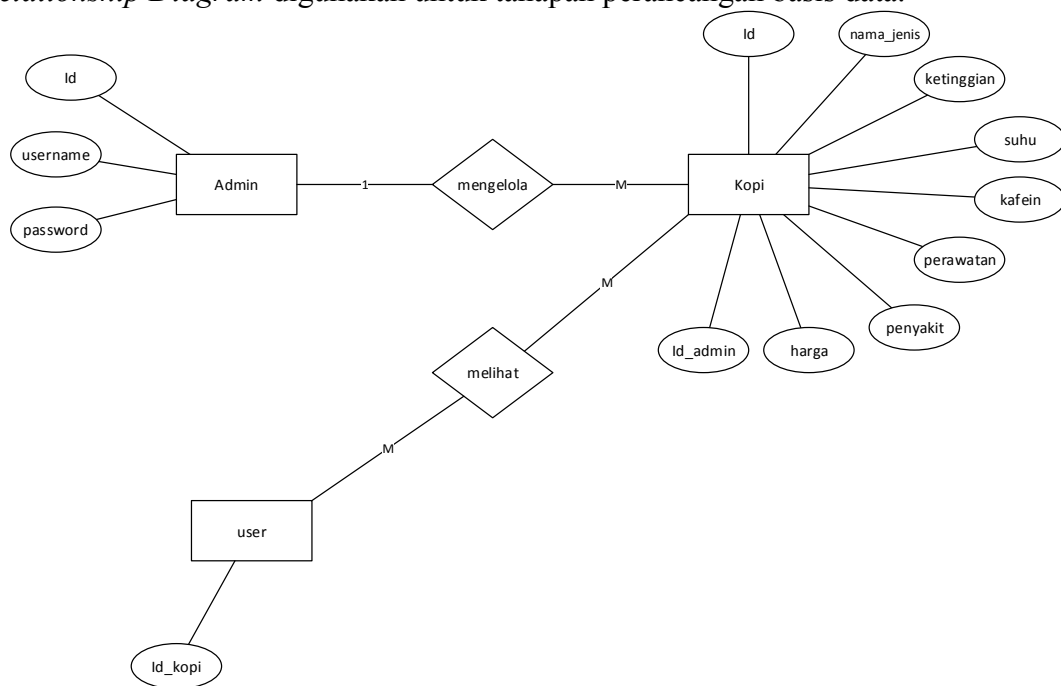 elationship Diagram digunakan untuk tahapan perancangan basis data.
Id
nama_jenis
Id
ketinggian
username
suhu
Admin
1
mengelola
M
Kopi
kafein
password
perawatan
M
penyakit
Id_admin
harga
melihat
M
user
Id_kopi